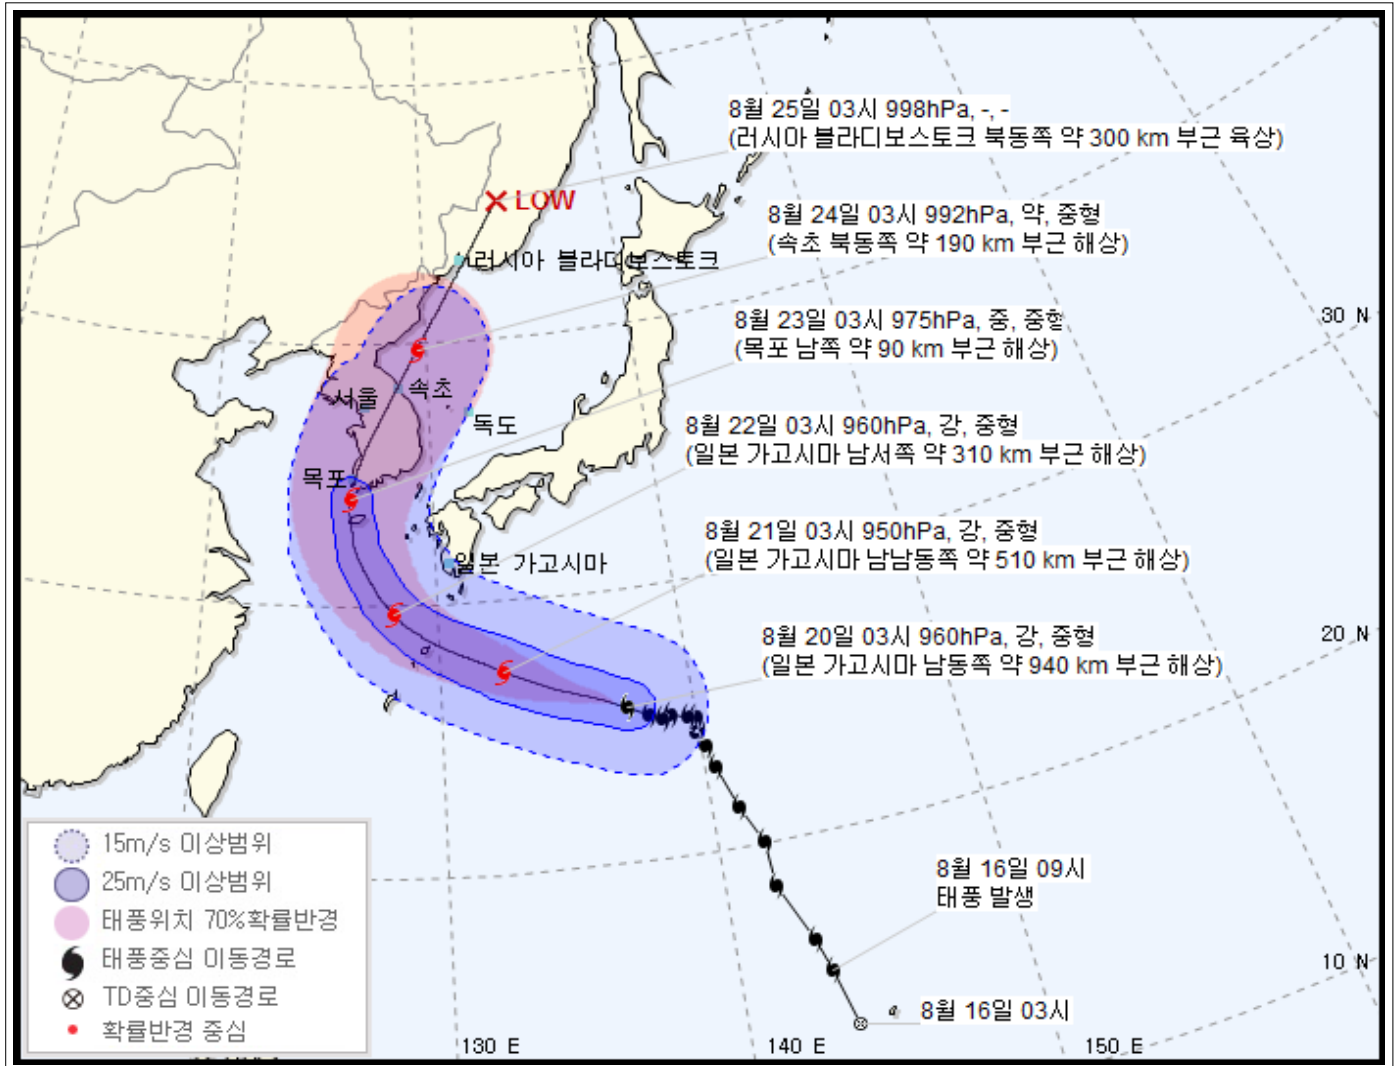 8월 25일 03시 998hPa, -, -
(러시아 블라디보스토크 북동쪽 약 300 km 부근 육상)
LOW
8월 24일 03시 992hPa, 약, 중형
(속초 북동쪽 약 190 km 부근 해상)
러시아 블라디보스토크
30 N
8월 23일 03시 975hPa, 중, 중형
(목포 남쪽 약 90 km 부근 해상)
서울
속초
독도
8월 22일 03시 960hPa, 강, 중형
(일본 가고시마 남서쪽 약 310 km 부근 해상)
목포
8월 21일 03시 950hPa, 강, 중형
(일본 가고시마 남남동쪽 약 510 km 부근 해상)
일본 가고시마
20 N
8월 20일 03시 960hPa, 강, 중형
(일본 가고시마 남동쪽 약 940 km 부근 해상)
15m/s 이상범위
25m/s 이상범위
태풍위치 70%확률반경
태풍중심 이동경로
TD중심 이동경로
확률반경 중심
8월 16일 09시
태풍 발생
10 N
8월 16일 03시
130 E
140 E
150 E